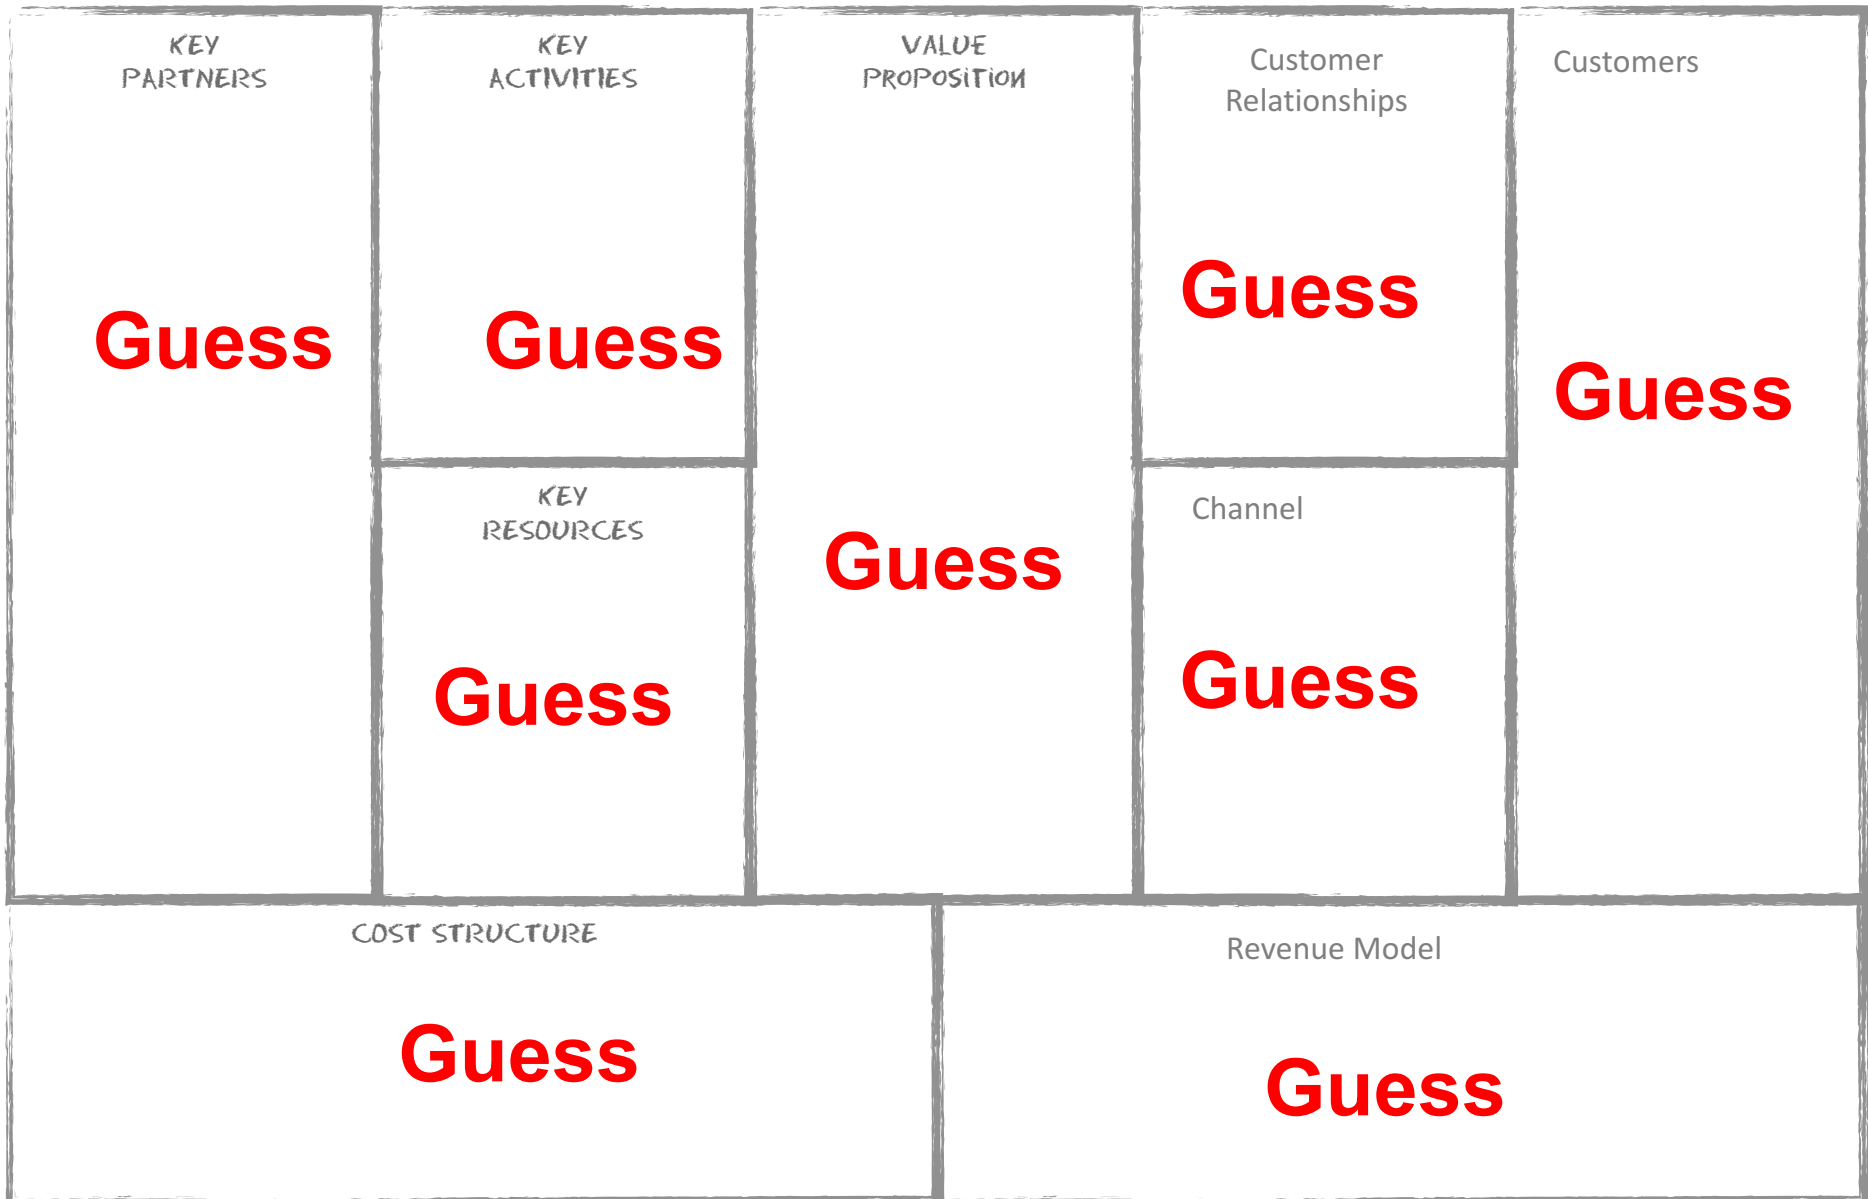 KEY
PARTNERS
Guess
KEY
ACTIVITIES
Guess
KEY
RESOURCES
Guess
VALUE
PROPOSITION
Guess
Customer
Relationships
Guess
Channel
Guess
Customers
Guess
COST STRUCTURE
Guess
Revenue Model
Guess